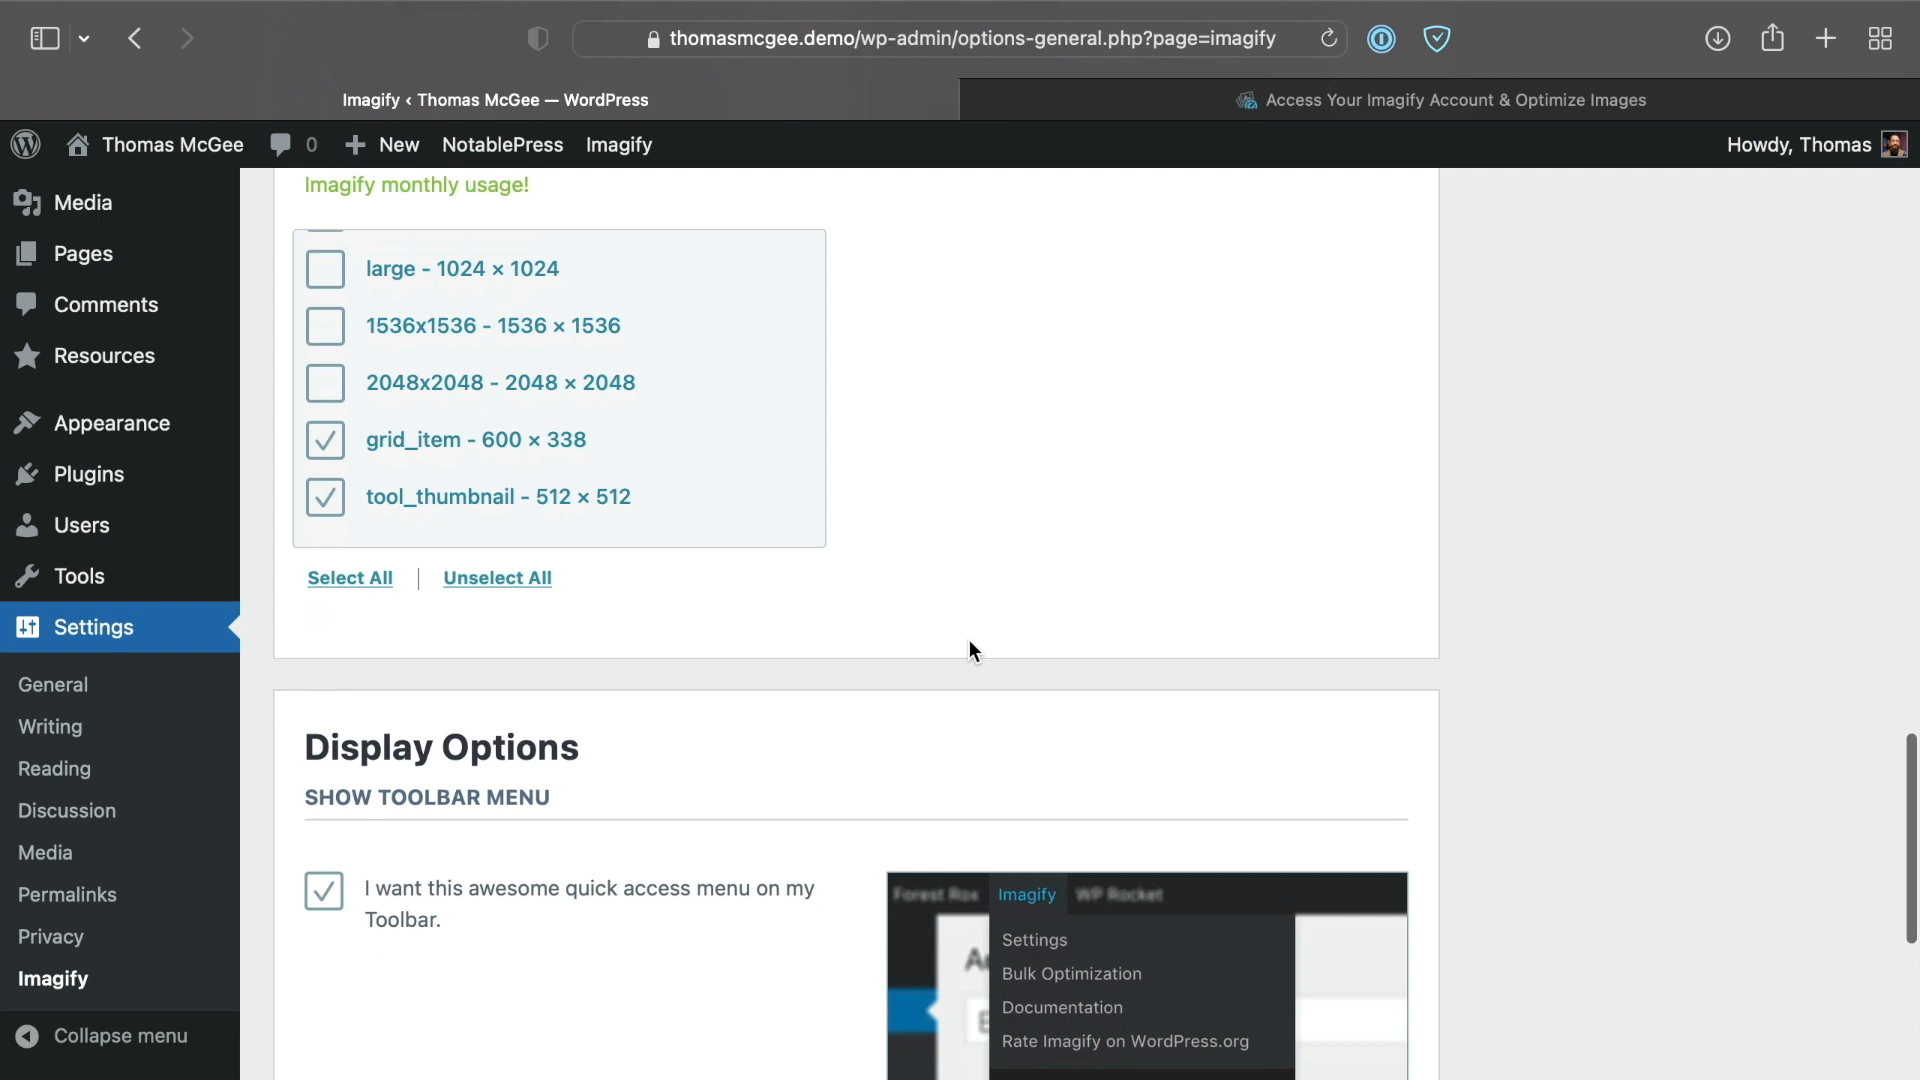 thomasmcgee.demo/wp-admin/options-general.php?page=imagify
Imagify ‹ Thomas McGee — WordPress
Access Your Imagify Account & Optimize Images
Thomas McGee
0
New
NotablePress
Imagify
Howdy, Thomas
Media
Pages
Comments
Resources
Appearance
Plugins
Users
Tools
Settings
General
Writing
Reading
Discussion
Media
Permalinks
Privacy
Imagify
Collapse menu
Imagify monthly usage!
large - 1024 × 1024
1536x1536 - 1536 × 1536
2048x2048 - 2048 × 2048
grid_item - 600 × 338
tool_thumbnail - 512 × 512
Select All | Unselect All
Display Options
SHOW TOOLBAR MENU
I want this awesome quick access menu on my
Toolbar.
Forest Rox
Imagify
WP Rocket
Settings
Bulk Optimization
Documentation
Rate Imagify on WordPress.org